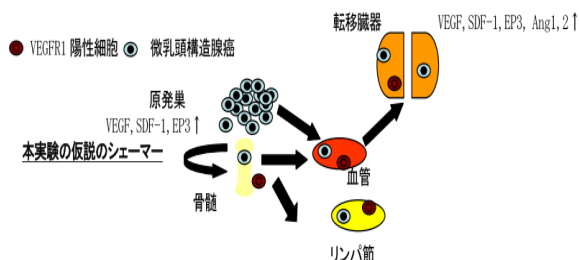 転移臓器
VEGF, SDF-1, EP3, Ang1, 2↑
VEGFR1 陽性細胞
微乳頭構造腺癌
原発巣
VEGF, SDF-1, EP3↑
本実験の仮説のシェーマー
骨髄
血管
リンパ節